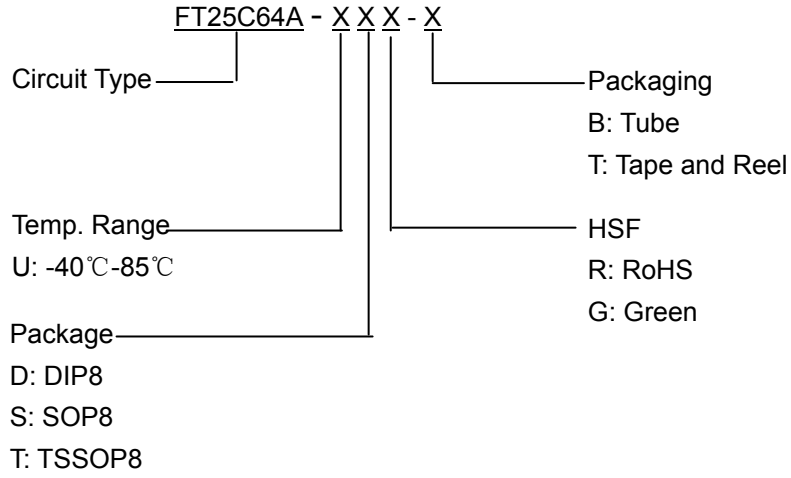 FT25C64A - X X X - X
Circuit Type
Packaging
B: Tube
T: Tape and Reel
Temp. Range
U: -40℃-85℃
HSF
R: RoHS
G: Green
Package
D: DIP8
S: SOP8
T: TSSOP8